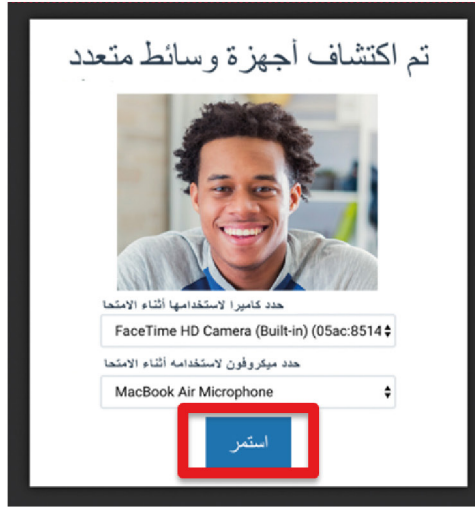 تم اكتشاف أجهزة وسائط متعدد
حدد كاميرا لاستخدامها أثناء الامتحا
FaceTime HD Camera (Built-in) (05ac:8514
حدد ميكروفون لاستخدامه أثناء الامتحا
MacBook Air Microphone
استمر